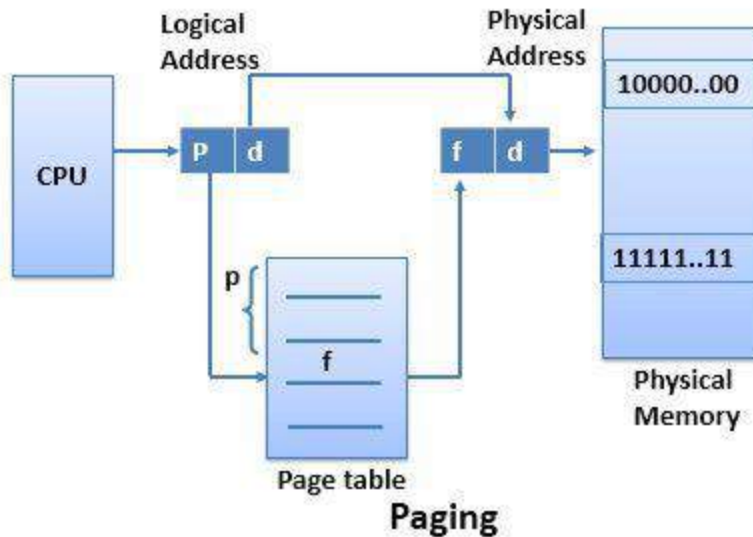 Logical
Address
Physical
Address
10000..00
CPU
P d
f d
11111..11
p
f
Physical
Memory
Page table
Paging